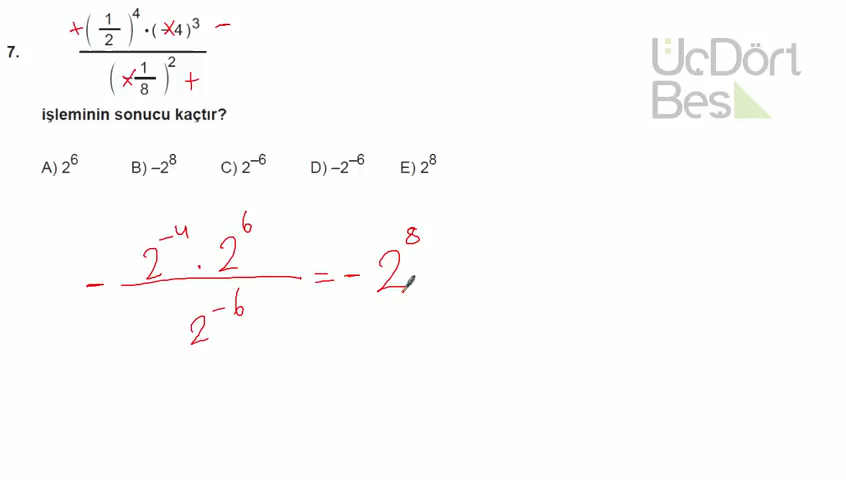 7. + (1/2)^4 · (-4)^3 -
(-1/8)^2 +
işleminin sonucu kaçtır?
A) 2^6 B) –2^8 C) 2^–6 D) –2^–6 E) 2^8
- 2^-4 . 2^6 / 2^-6 = - 2^8
ÜçDört
Beş